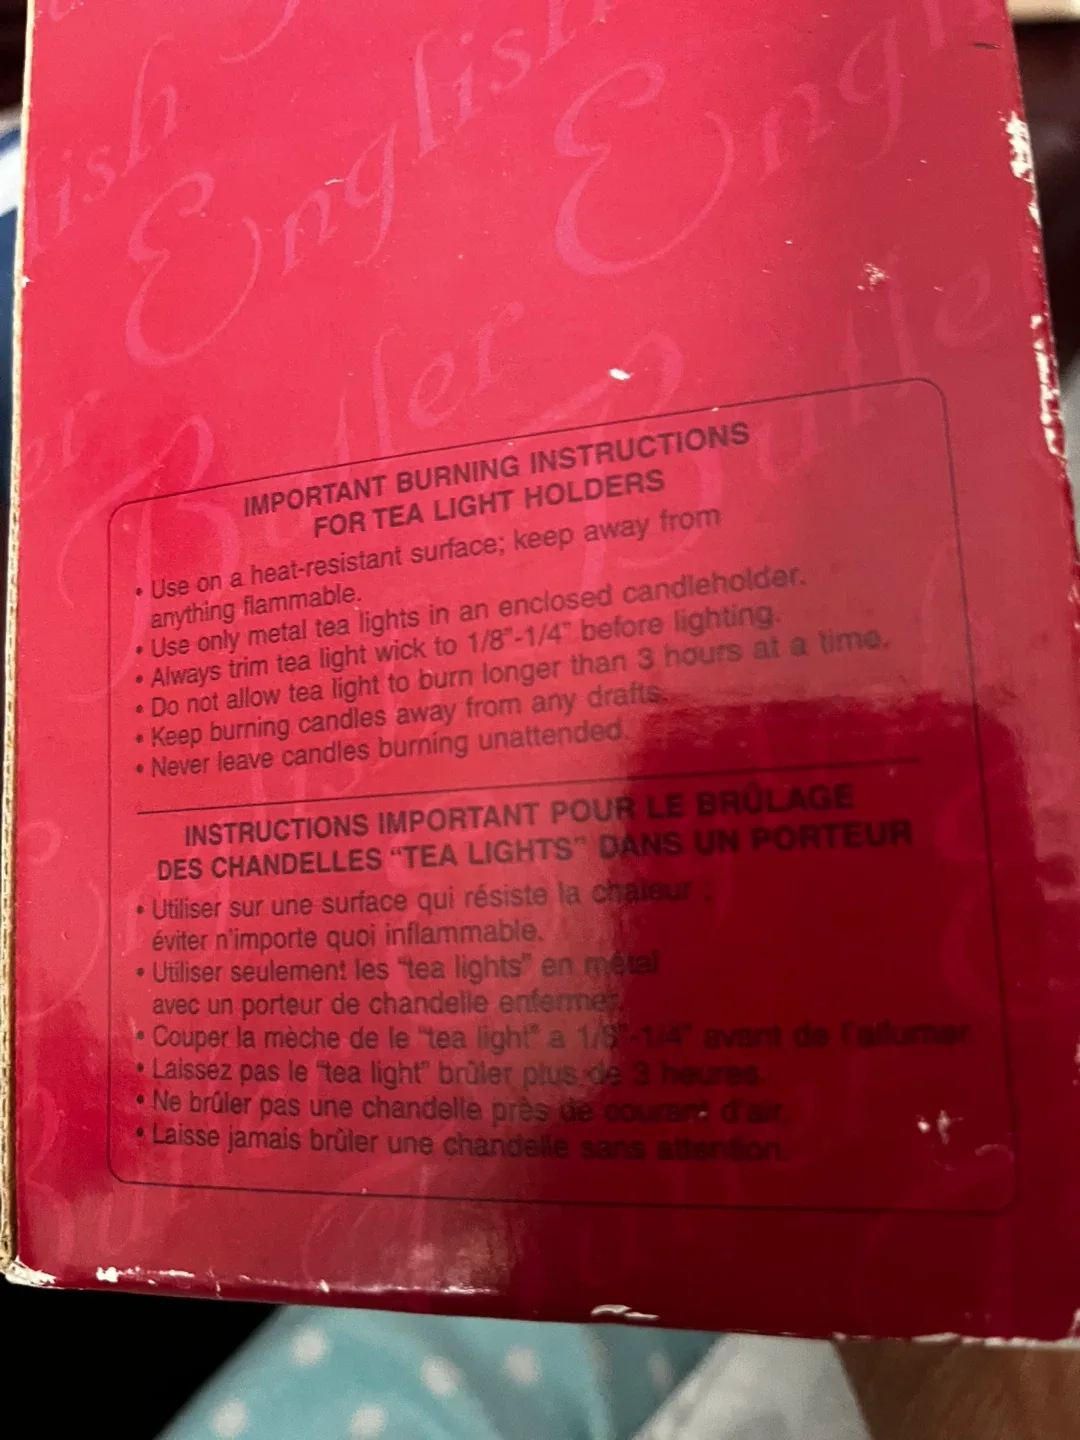 lish English Eng
er Butler Butle
IMPORTANT BURNING INSTRUCTIONS
FOR TEA LIGHT HOLDERS
• Use on a heat-resistant surface; keep away from
anything flammable.
• Use only metal tea lights in an enclosed candleholder.
• Always trim tea light wick to 1/8"-1/4" before lighting.
• Do not allow tea light to burn longer than 3 hours at a time.
• Keep burning candles away from any drafts.
• Never leave candles burning unattended.
INSTRUCTIONS IMPORTANT POUR LE BRÛLAGE
DES CHANDELLES “TEA LIGHTS” DANS UN PORTEUR
• Utiliser sur une surface qui résiste la chaleur ;
éviter n'importe quoi inflammable.
• Utiliser seulement les “tea lights” en métal
avec un porteur de chandelle enfermer.
• Couper la mèche de le “tea light” a 1/8"-1/4" avant de l'allumer
• Laissez pas le “tea light” brûler plus de 3 heures.
• Ne brûler pas une chandelle près de courant d'air.
• Laisse jamais brûler une chandelle sans attention.